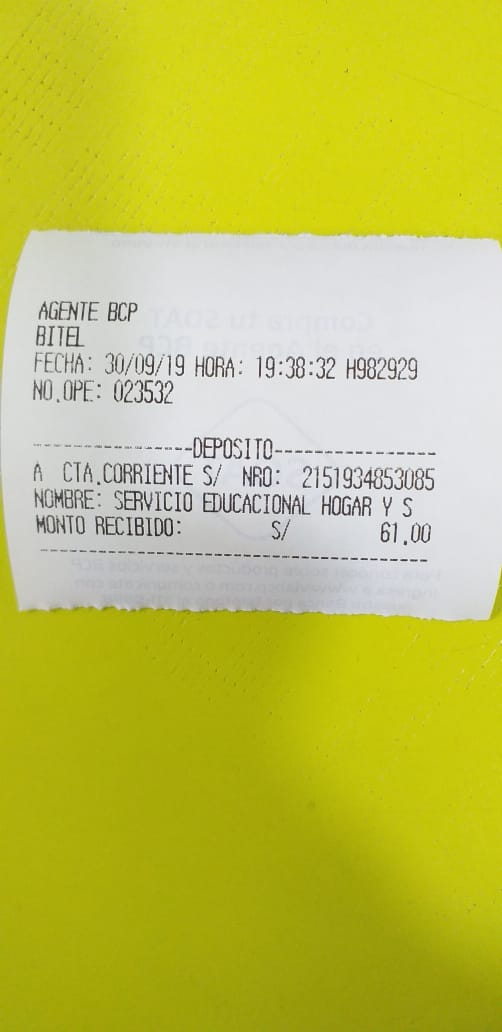 AGENTE BCP
BITEL
FECHA: 30/09/19 HORA: 19:38:32 H982929
NO.OPE: 023532
-----------------DEPOSITO-----------------
A CTA.CORRIENTE S/ NRO: 2151934853085
NOMBRE: SERVICIO EDUCACIONAL HOGAR Y S
MONTO RECIBIDO: S/ 61.00
------------------------------------------